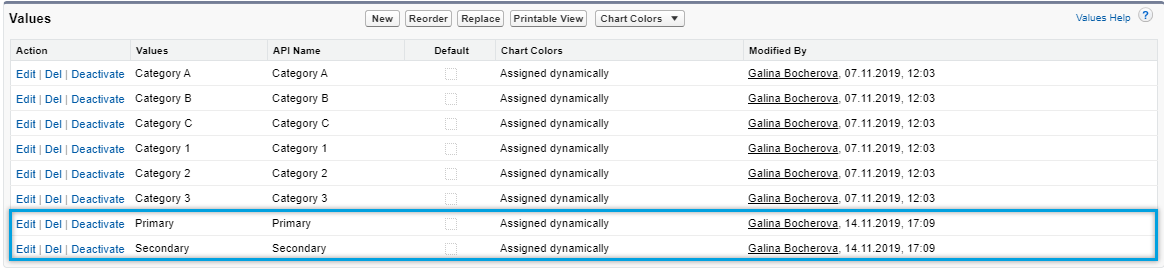 Values New Reorder Replace Printable View Chart Colors ▼ Values Help ?
Action Values API Name Default Chart Colors Modified By
Edit | Del | Deactivate Category A Category A Assigned dynamically Galina Bocherova, 07.11.2019, 12:03
Edit | Del | Deactivate Category B Category B Assigned dynamically Galina Bocherova, 07.11.2019, 12:03
Edit | Del | Deactivate Category C Category C Assigned dynamically Galina Bocherova, 07.11.2019, 12:03
Edit | Del | Deactivate Category 1 Category 1 Assigned dynamically Galina Bocherova, 07.11.2019, 12:03
Edit | Del | Deactivate Category 2 Category 2 Assigned dynamically Galina Bocherova, 07.11.2019, 12:03
Edit | Del | Deactivate Category 3 Category 3 Assigned dynamically Galina Bocherova, 07.11.2019, 12:03
Edit | Del | Deactivate Primary Primary Assigned dynamically Galina Bocherova, 14.11.2019, 17:09
Edit | Del | Deactivate Secondary Secondary Assigned dynamically Galina Bocherova, 14.11.2019, 17:09